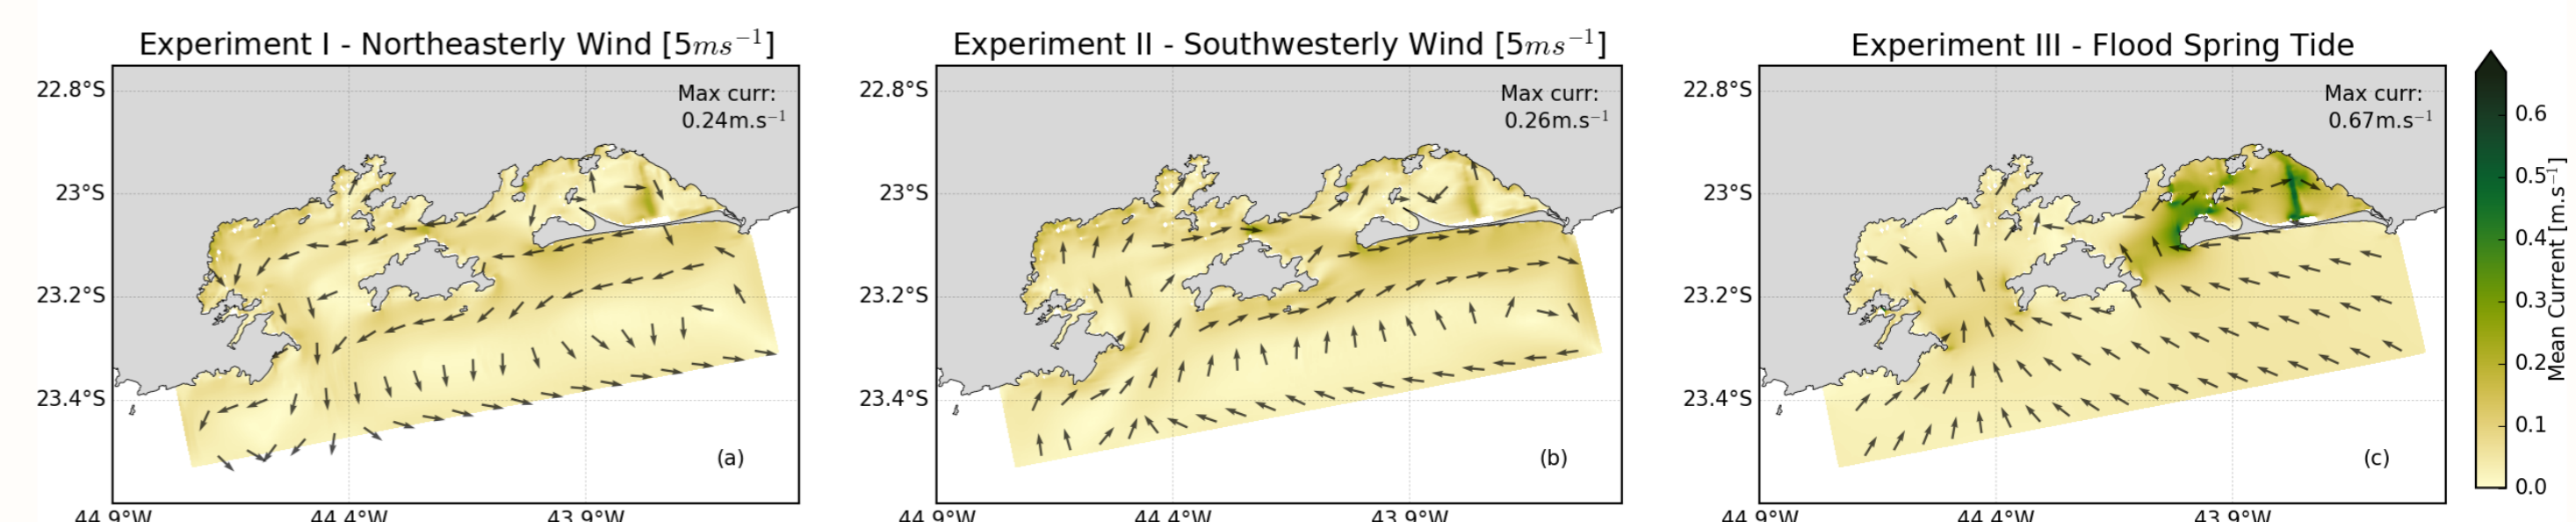 Experiment I - Northeasterly Wind [5ms⁻¹]
22.8°S
23°S
23.2°S
23.4°S
Max curr:
0.24m.s⁻¹
(a)
44.9°W 44.4°W 43.9°W
Experiment II - Southwesterly Wind [5ms⁻¹]
22.8°S
23°S
23.2°S
23.4°S
Max curr:
0.26m.s⁻¹
(b)
44.9°W 44.4°W 43.9°W
Experiment III - Flood Spring Tide
22.8°S
23°S
23.2°S
23.4°S
Max curr:
0.67m.s⁻¹
(c)
44.9°W 44.4°W 43.9°W
0.6
0.5
0.4
0.3
0.2
0.1
0.0
Mean Current [m.s⁻¹]